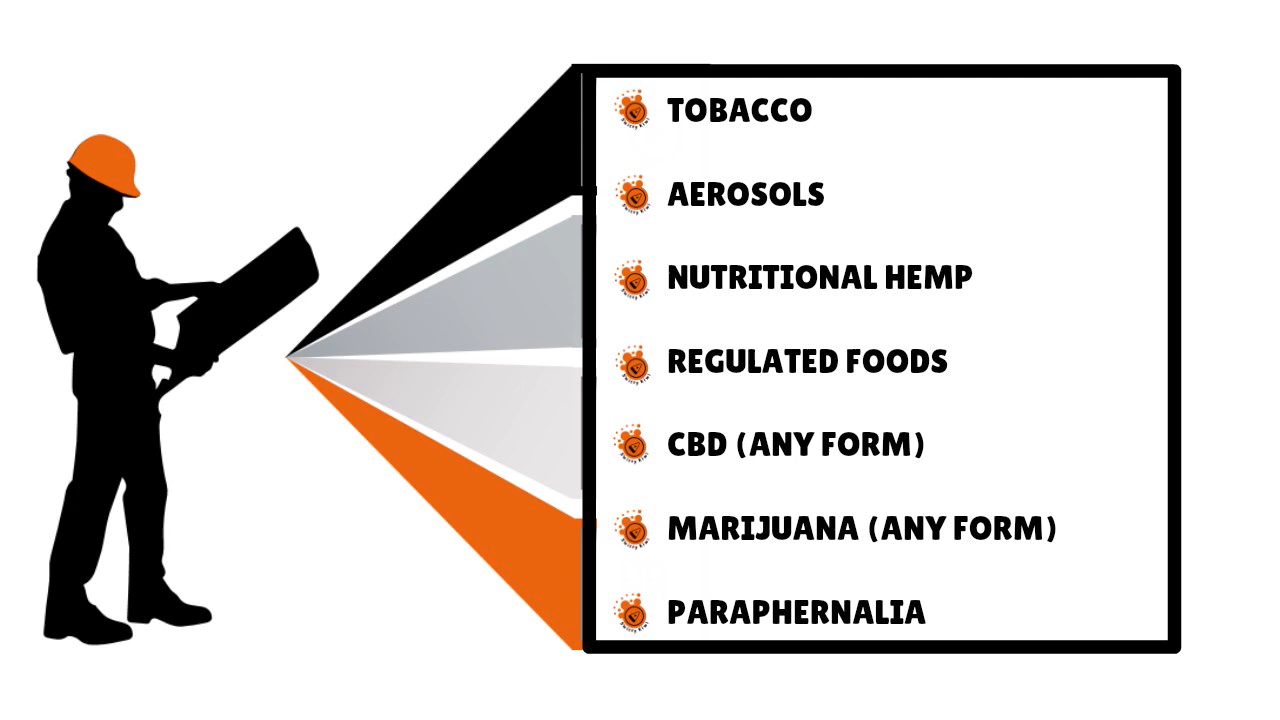 TOBACCO
AEROSOLS
NUTRITIONAL HEMP
REGULATED FOODS
CBD (ANY FORM)
MARIJUANA (ANY FORM)
PARAPHERNALIA